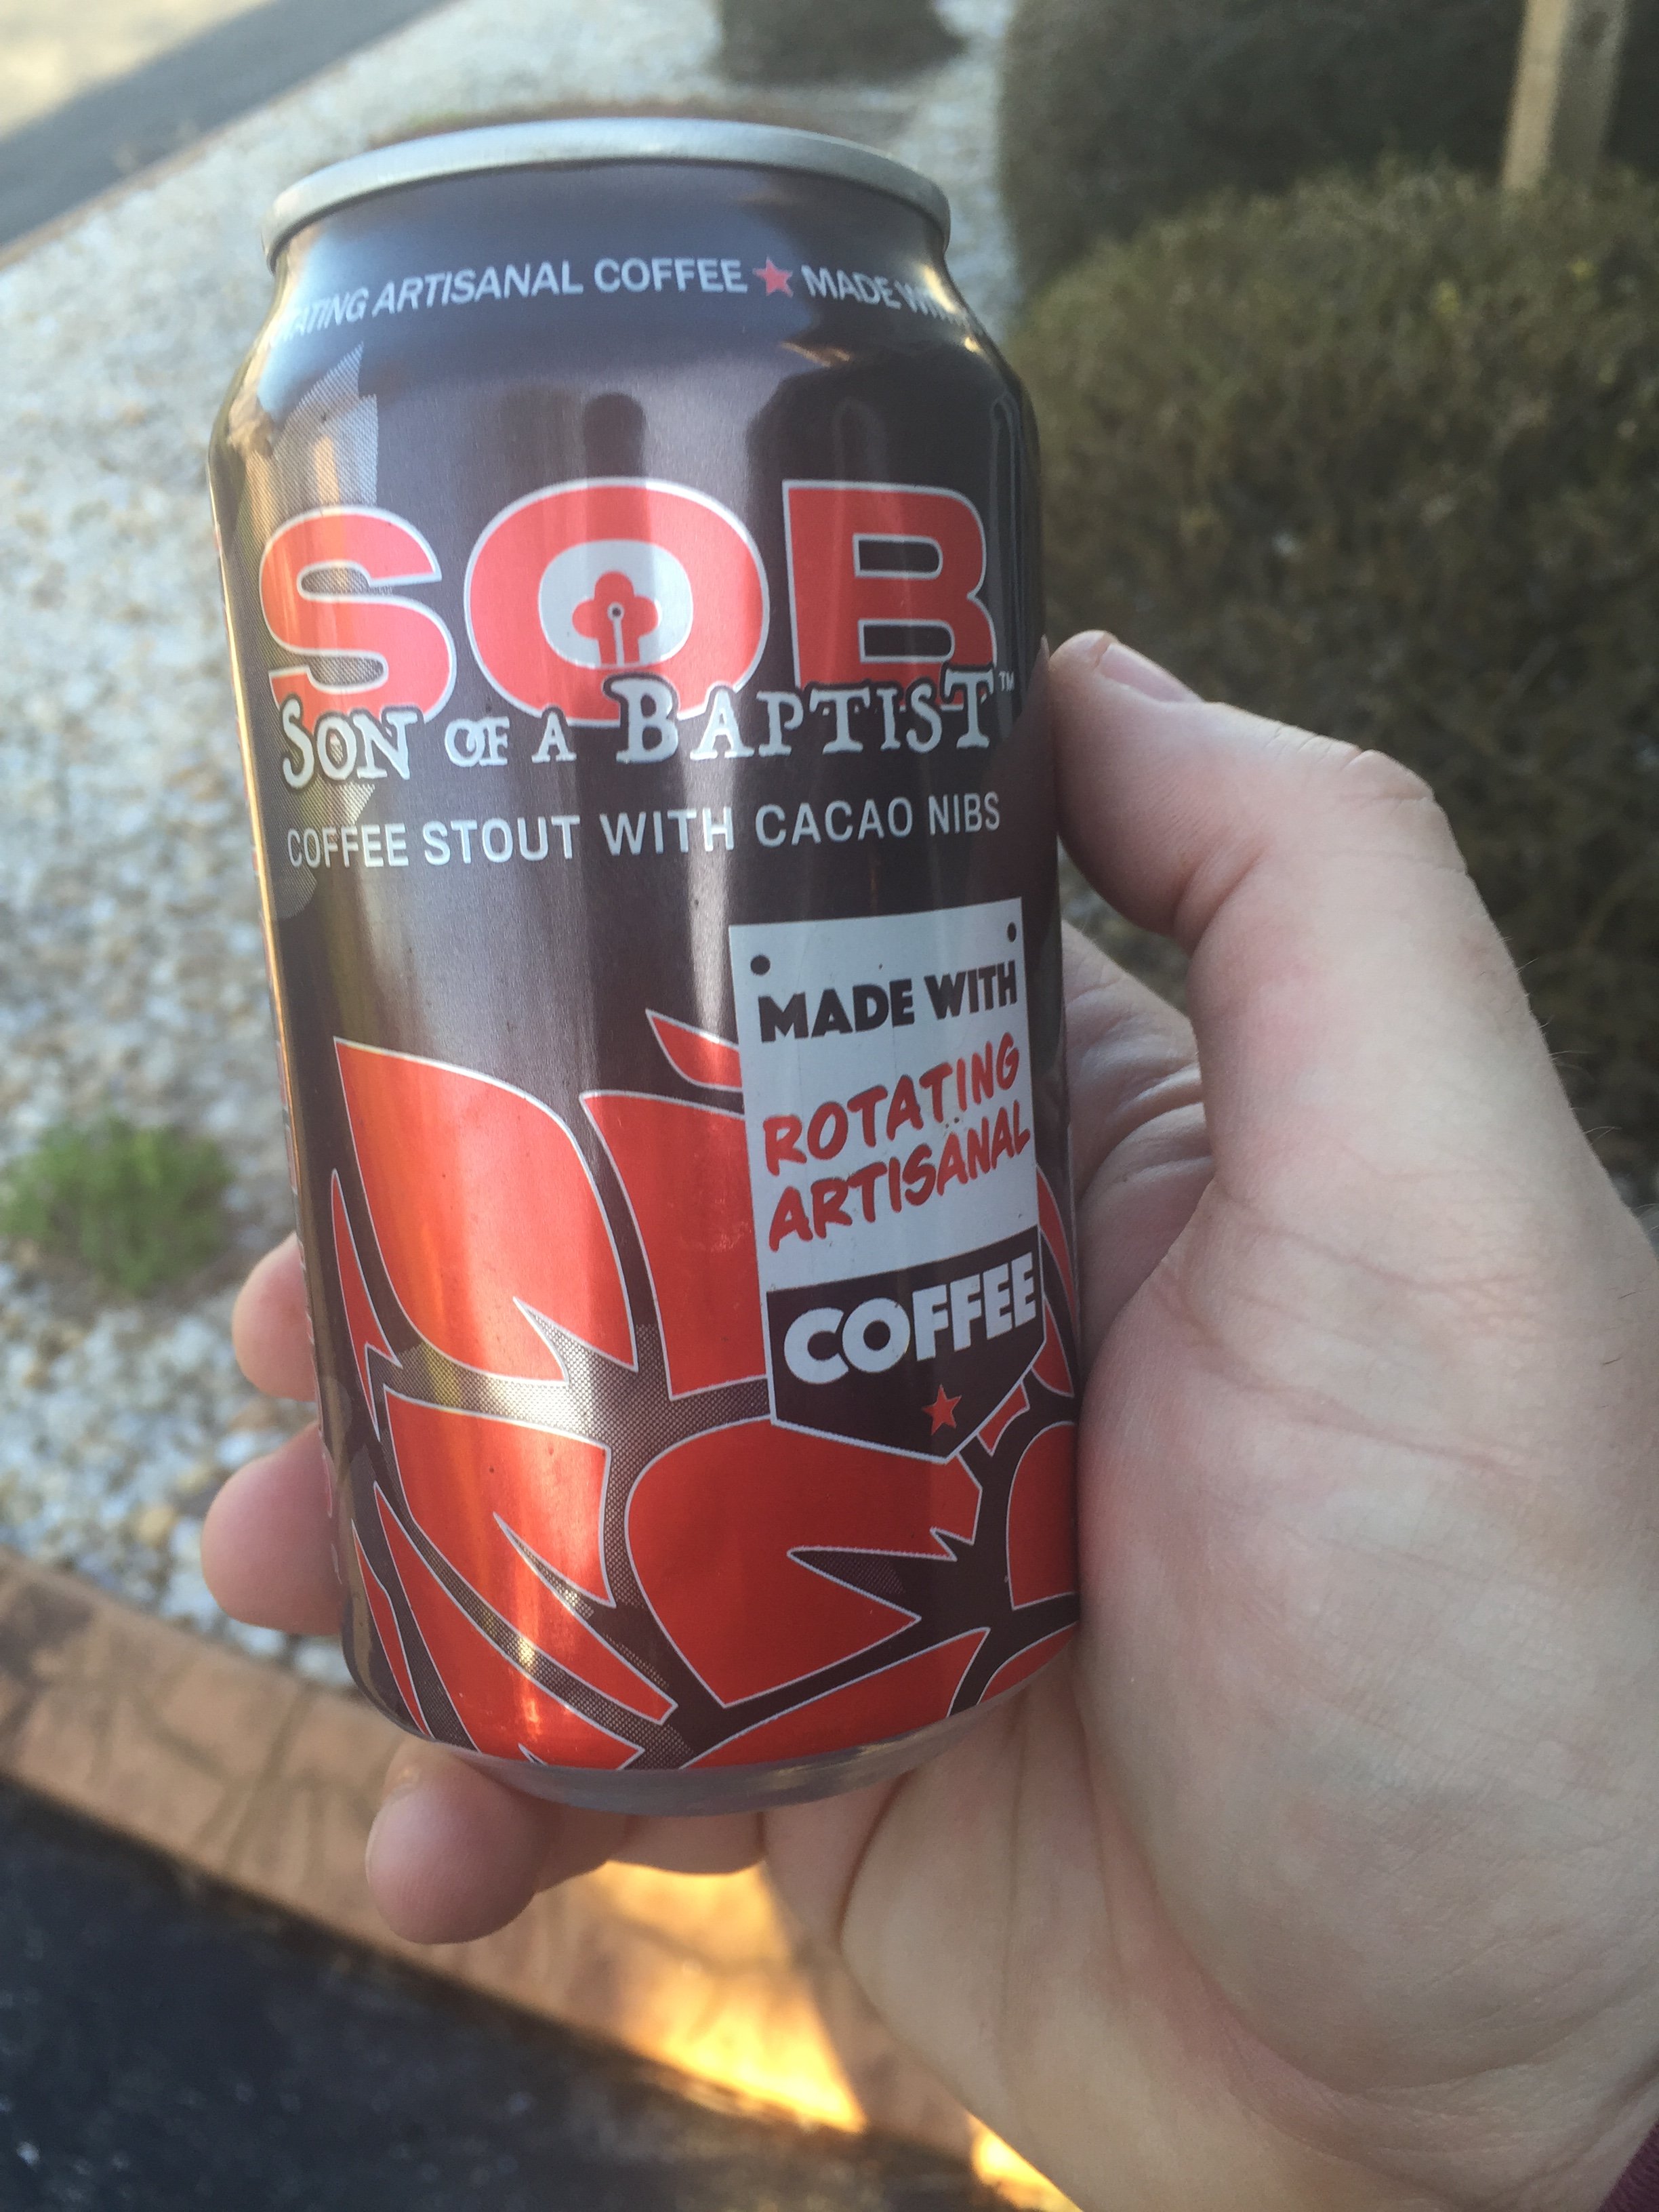 ARTISANAL COFFEE ★ MADE
SOB
SON OF A BAPTIST™
COFFEE STOUT WITH CACAO NIBS
MADE WITH
ROTATING
ARTISANAL
COFFEE